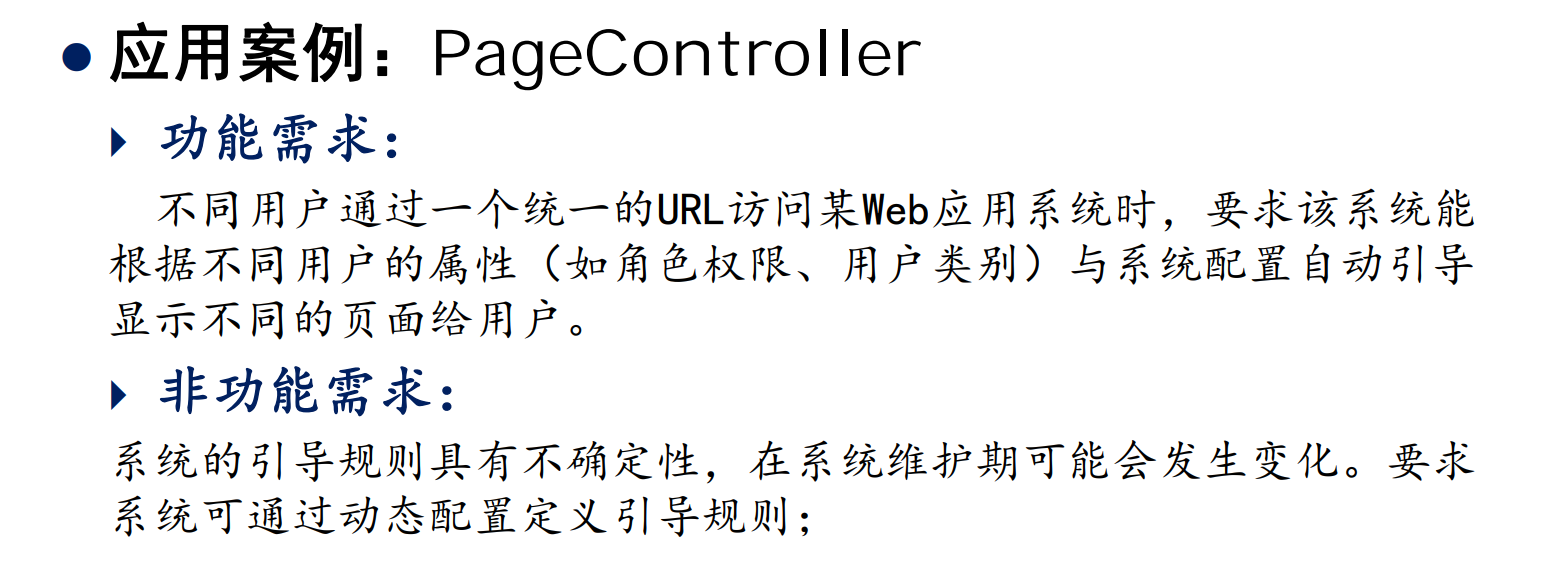 ● 应用案例：PageController
功能需求：
不同用户通过一个统一的URL访问某Web应用系统时，要求该系统能
根据不同用户的属性（如角色权限、用户类别）与系统配置自动引导
显示不同的页面给用户。
非功能需求：
系统的引导规则具有不确定性，在系统维护期可能会发生变化。要求
系统可通过动态配置定义引导规则；